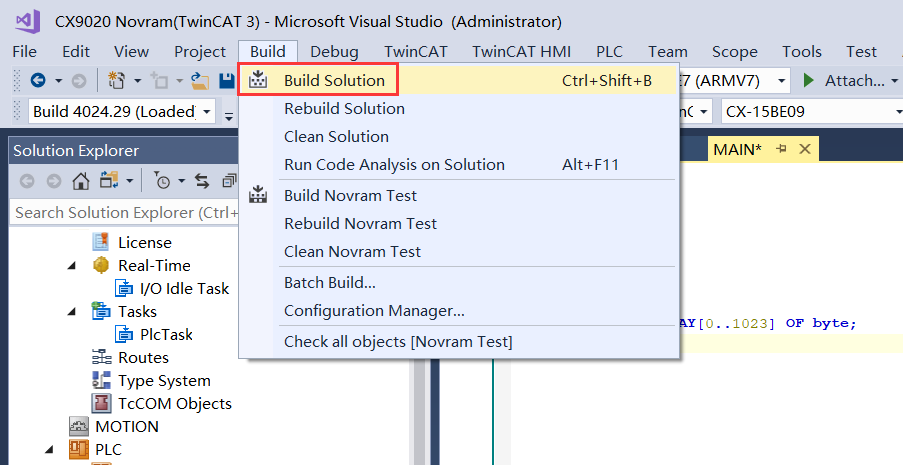 CX9020 Novram(TwinCAT 3) - Microsoft Visual Studio (Administrator)
File Edit View Project Build Debug TwinCAT TwinCAT HMI PLC Team Scope Tools Test
Build Solution Ctrl+Shift+B
E7 (ARMV7) Attach...
Build 4024.29 (Loaded)
Rebuild Solution
CX-15BE09
Clean Solution
Run Code Analysis on Solution Alt+F11
Solution Explorer
MAIN*
Build Novram Test
Search Solution Explorer (Ctrl+
Rebuild Novram Test
Clean Novram Test
Batch Build...
Configuration Manager...
Check all objects [Novram Test]
AY[0..1023] OF byte;
License
Real-Time
I/O Idle Task
Tasks
PlcTask
Routes
Type System
TcCOM Objects
MOTION
PLC